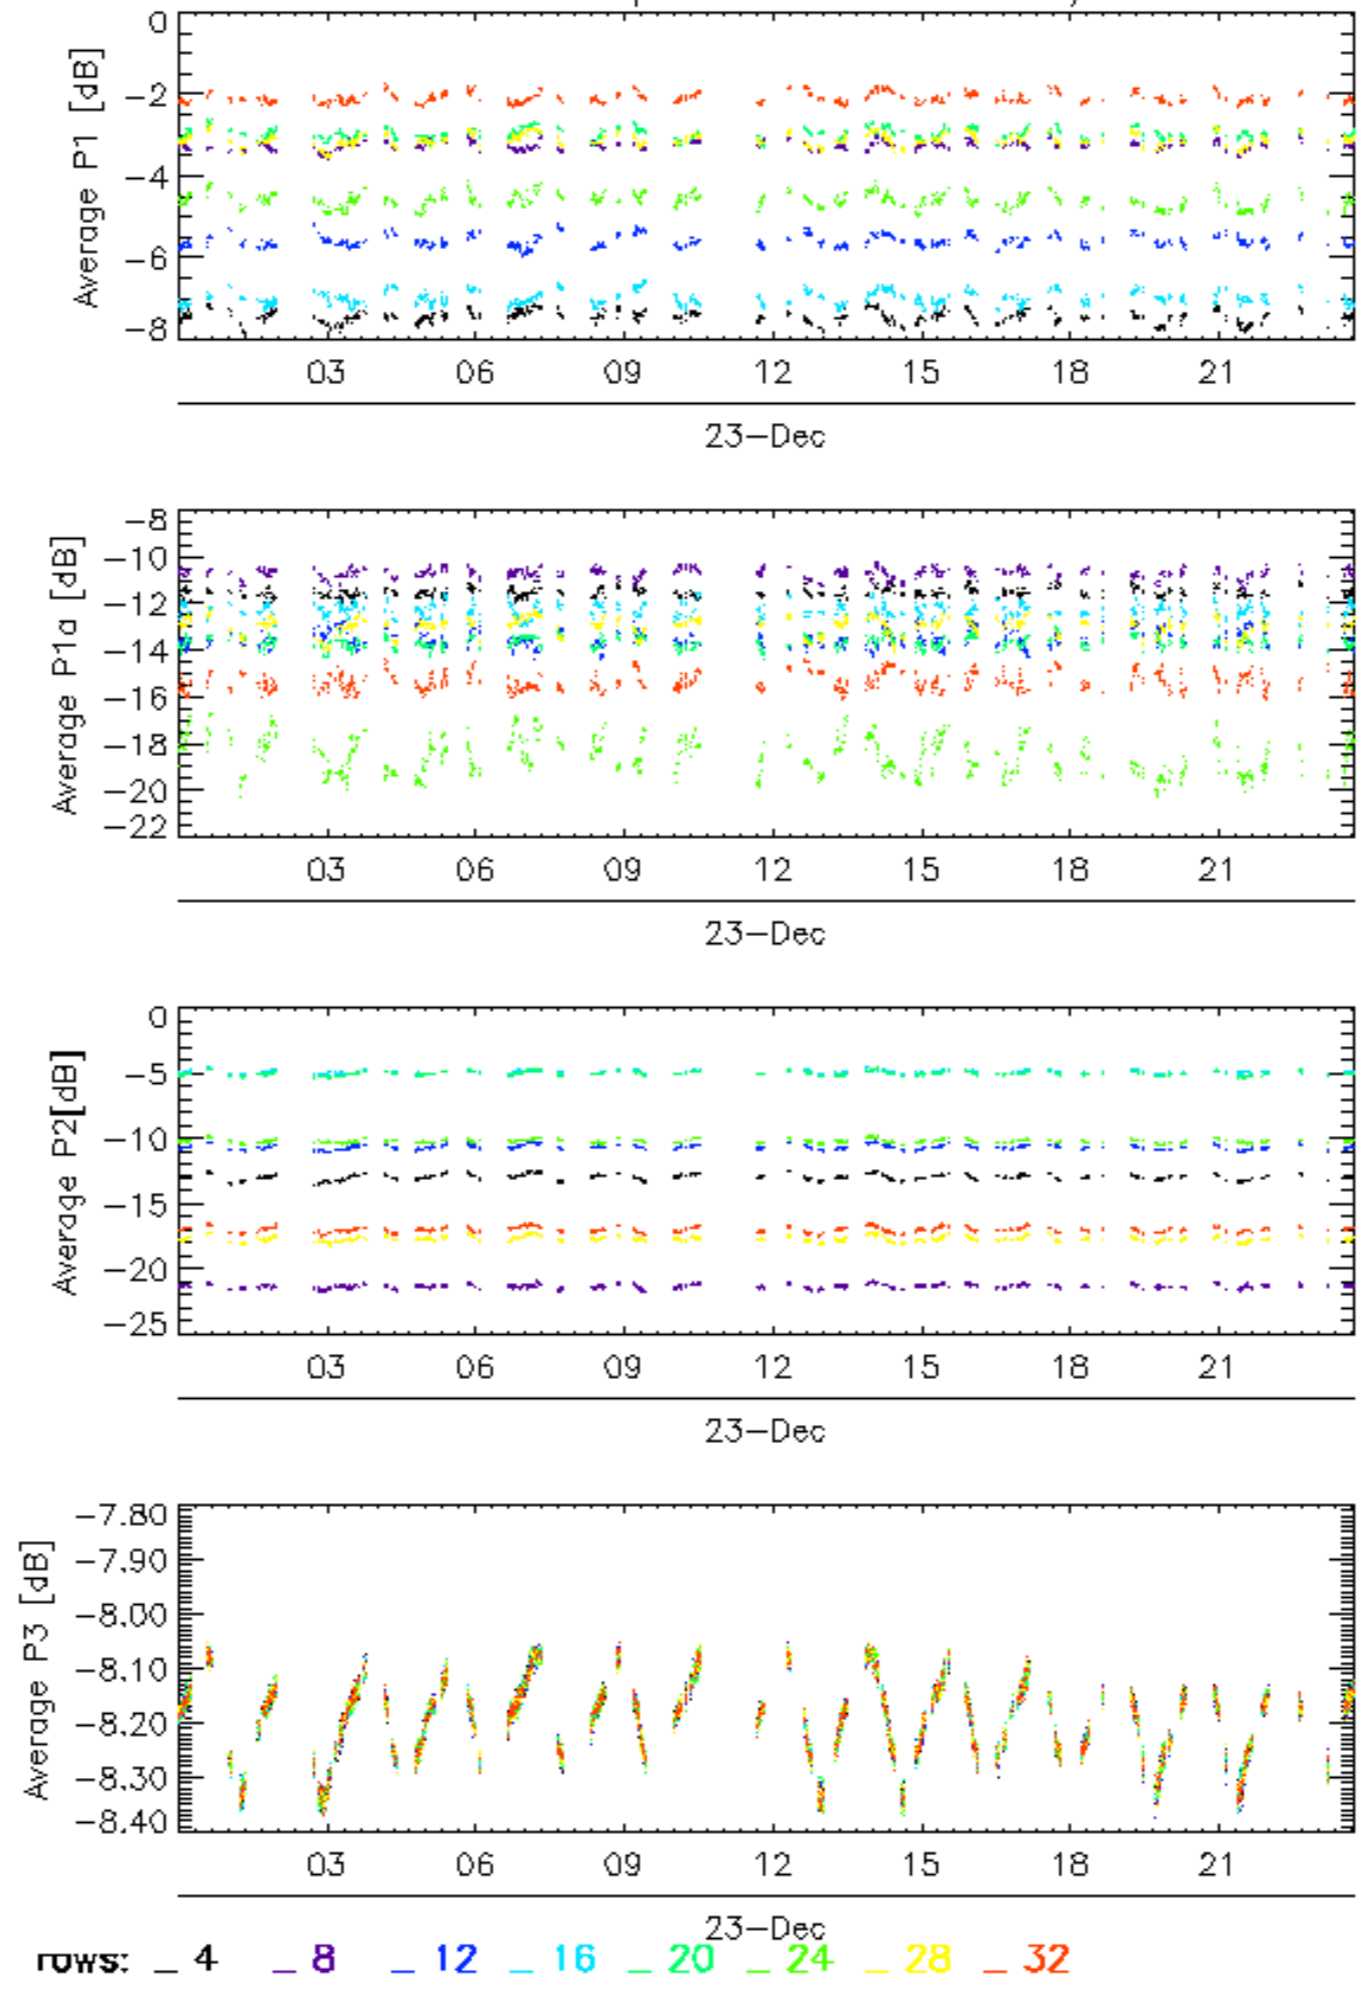 0
Average P1 [dB]
-2
-4
-6
-8
03 06 09 12 15 18 21
23-Dec
-8
Average P1a [dB]
-10
-12
-14
-16
-18
-20
-22
03 06 09 12 15 18 21
23-Dec
0
Average P2[dB]
-5
-10
-15
-20
-25
03 06 09 12 15 18 21
23-Dec
-7.80
Average P3 [dB]
-7.90
-8.00
-8.10
-8.20
-8.30
-8.40
03 06 09 12 15 18 21
23-Dec
rows: _ 4 _ 8 _ 12 _ 16 _ 20 _ 24 _ 28 _ 32